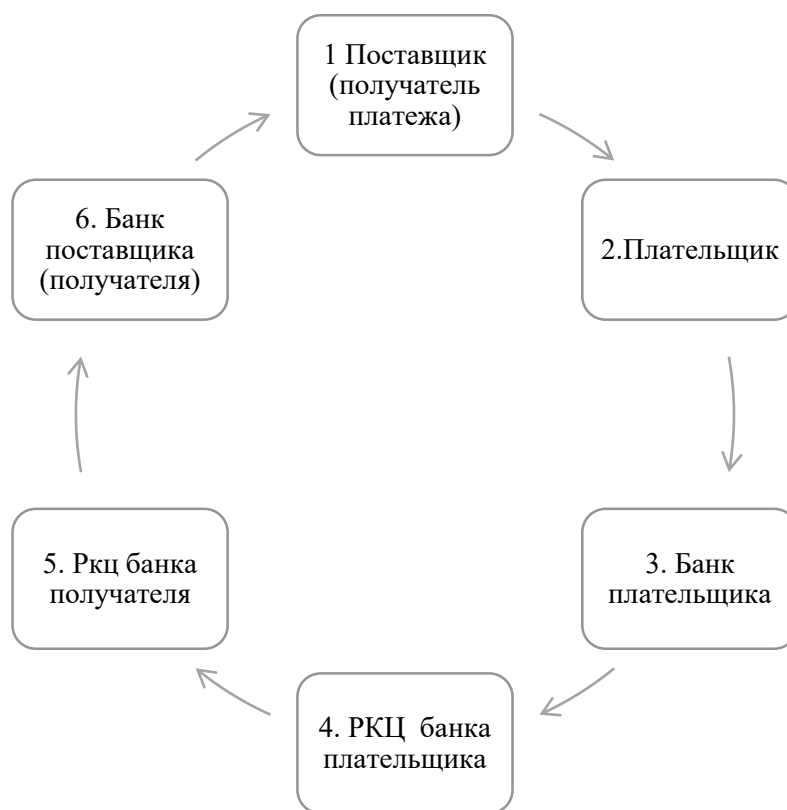 1 Поставщик
(получатель
платежа)
2.Плательщик
3. Банк
плательщика
4. РКЦ банка
плательщика
5. Ркц банка
получателя
6. Банк
поставщика
(получателя)